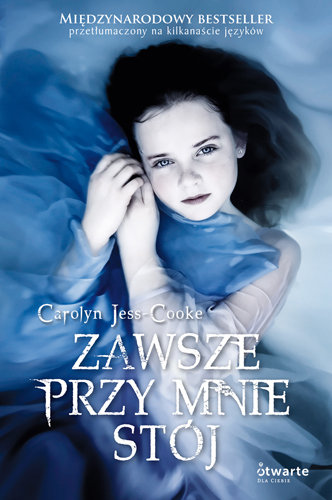 MIĘDZYNARODOWY BESTSELLER
przetłumaczony na kilkanaście języków
Carolyn Jess-Cooke
ZAWSZE
PRZY MNIE
STÓJ
otwarte
DLA CIEBIE